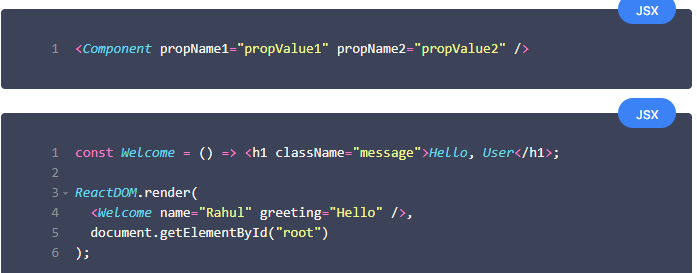 JSX
1 <Component propName1="propValue1" propName2="propValue2" />
JSX
1 const Welcome = () => <h1 className="message">Hello, User</h1>;
2
3 ReactDOM.render(
4 <Welcome name="Rahul" greeting="Hello" />,
5 document.getElementById("root")
6 );